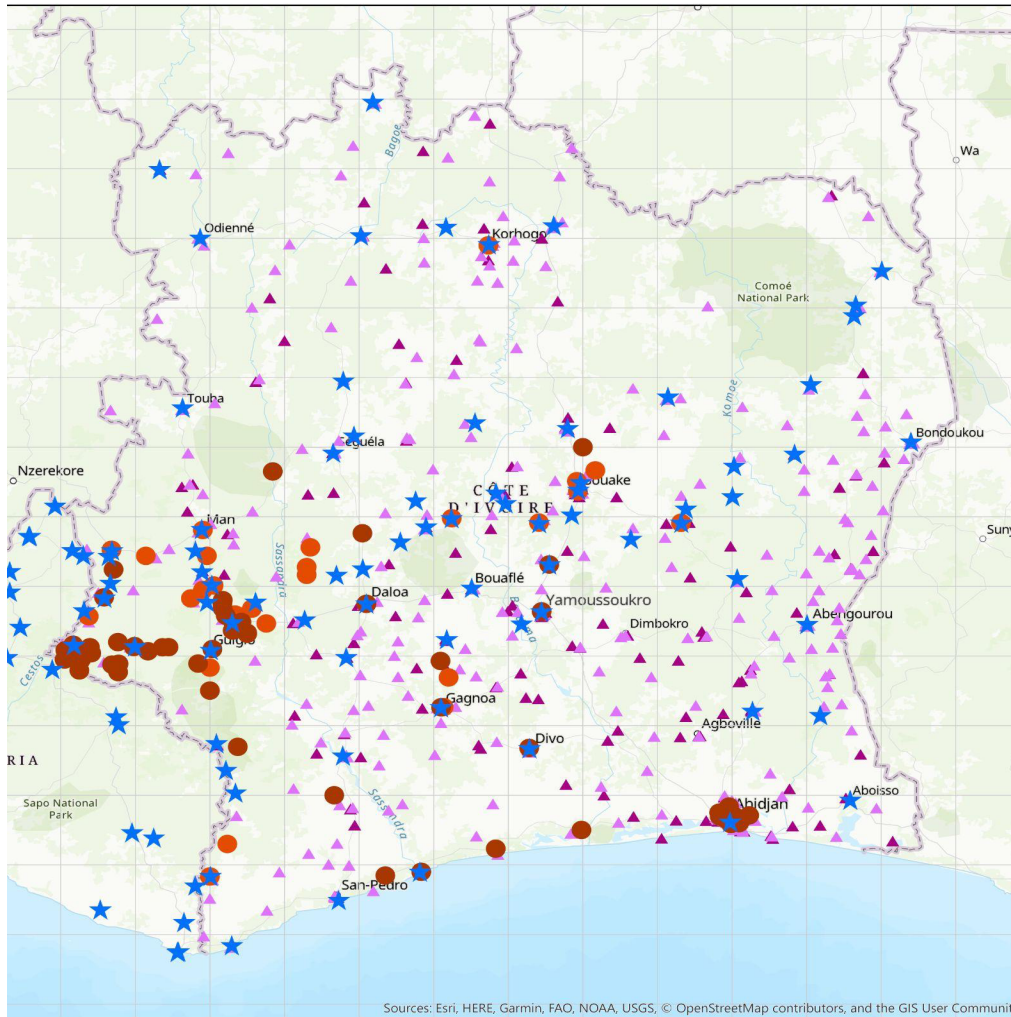 Wa
Bagoe
Odienné
Korhogo
Comoé
National Park
Touba
Komoe
Bondoukou
Séguéla
Nzerekore
Bouake
CÔTE
D'IVOIRE
Man
Suny
Sassandra
Daloa
Bouaflé
Yamoussoukro
Abengourou
Dimbokro
Guiglo
Cestos
Gagnoa
Agboville
Divo
RIA
Sapo National
Park
Sassandra
Abidjan
Aboisso
San-Pedro
Sources: Esri, HERE, Garmin, FAO, NOAA, USGS, © OpenStreetMap contributors, and the GIS User Communit